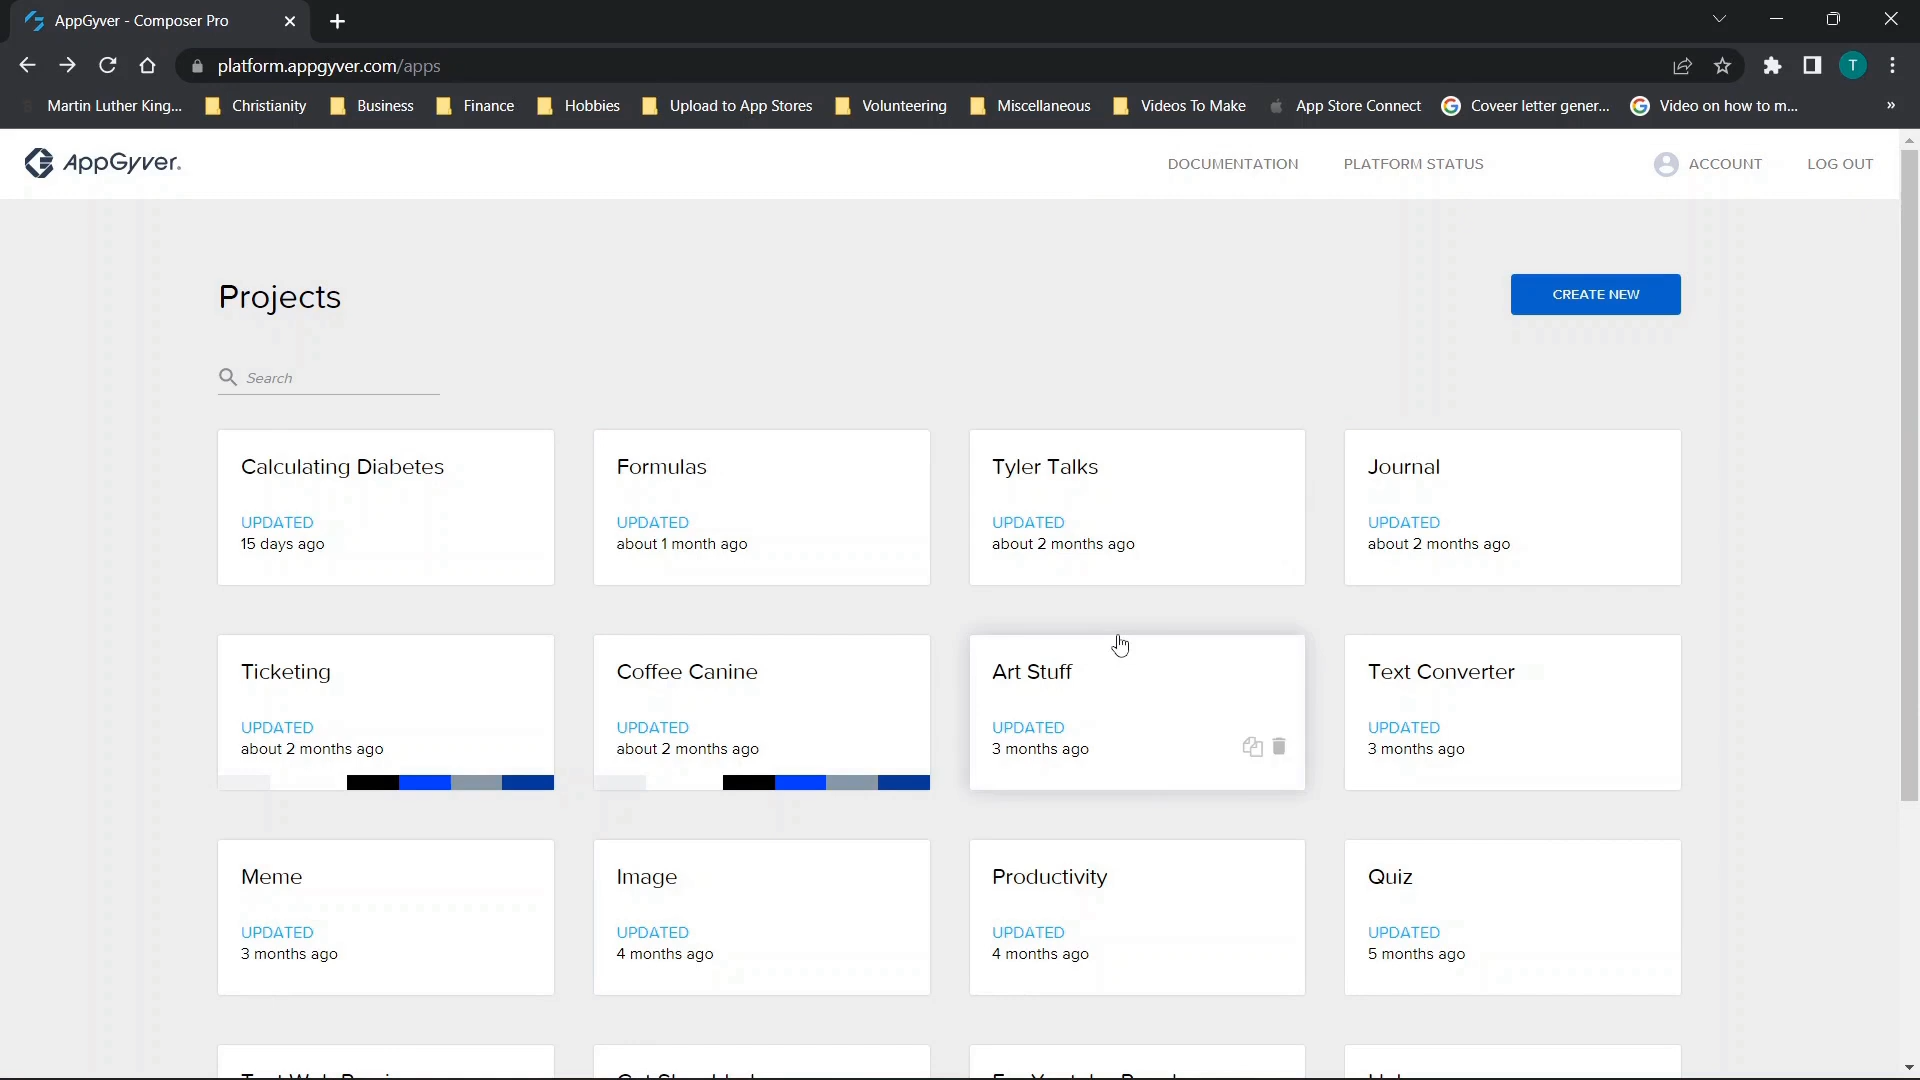 AppGyver - Composer Pro
platform.appgyver.com/apps
Martin Luther King...
Christianity
Business
Finance
Hobbies
Upload to App Stores
Volunteering
Miscellaneous
Videos To Make
App Store Connect
Coveer letter gener...
Video on how to m...
»
T
AppGyver.
DOCUMENTATION
PLATFORM STATUS
ACCOUNT
LOG OUT
Projects
CREATE NEW
Search
Calculating Diabetes
UPDATED
15 days ago
Formulas
UPDATED
about 1 month ago
Tyler Talks
UPDATED
about 2 months ago
Journal
UPDATED
about 2 months ago
Ticketing
UPDATED
about 2 months ago
Coffee Canine
UPDATED
about 2 months ago
Art Stuff
UPDATED
3 months ago
Text Converter
UPDATED
3 months ago
Meme
UPDATED
3 months ago
Image
UPDATED
4 months ago
Productivity
UPDATED
4 months ago
Quiz
UPDATED
5 months ago